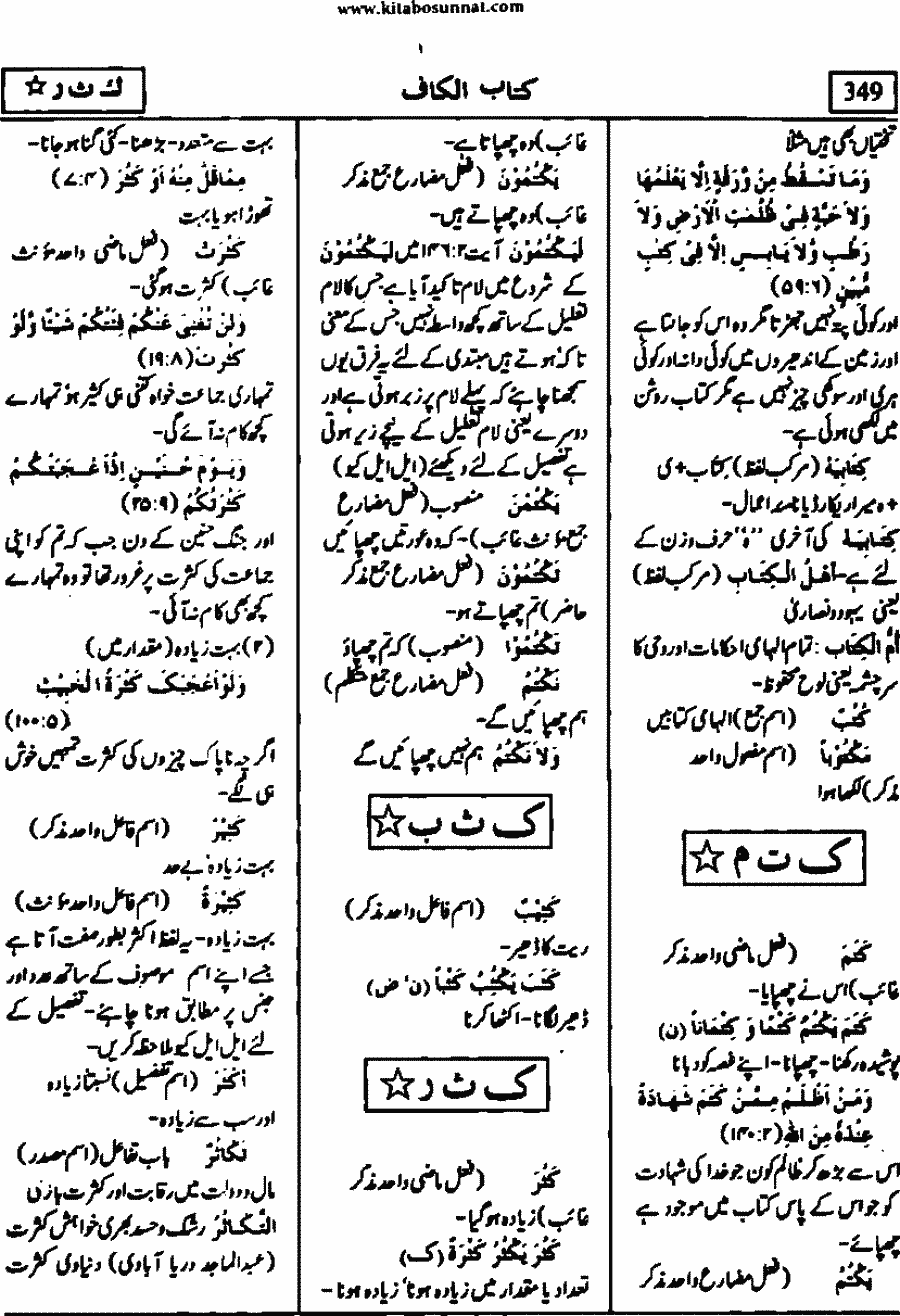 www.kitabosunnat.com
۱
349
کتاب الکاف
ك ث ر ☆
تختیاں بھی ہیں مثلاً
وَمَا تَسْقُطُ مِنْ وَّرَقَةٍ اِلَّا يَعْلَمُهَا
وَلَا حَبَّةٍ فِيْ ظُلُمٰتِ الْاَرْضِ وَلَا
رَطْبٍ وَّلَا يَابِسٍ اِلَّا فِيْ كِتٰبٍ
مُّبِيْنٍ (۵۹:۶)
اور کوئی پتہ نہیں جھڑتا مگر وہ اس کو جانتا ہے
اور زمین کے اندھیروں میں کوئی دانہ اور کوئی
ہری اور سوکھی چیز نہیں ہے مگر کتاب روشن
میں لکھی ہوئی ہے-
كِتَابِيَهْ (مرکب لفظ) کتاب+ی
+ہ میرا ریکارڈ یا نامہ اعمال-
كِتَابِيَهْ کی آخری ”ہ“ حرف وزن کے
لئے ہے- اَهْلُ الْكِتَاب (مرکب لفظ)
یعنی یہود ونصاریٰ
اُمُّ الْكِتَاب: تمام الہامی احکامات اور وحی کا
سرچشمہ یعنی لوح محفوظ-
كُتُبٌ (اسم جمع) الہامی کتابیں
مَكْتُوْباً (اسم مفعول واحد
مذکر) لکھا ہوا
ک ت م ☆
كَتَمَ (فعل ماضی واحد مذکر
غائب) اس نے چھپایا-
كَتَمَ يَكْتُمُ كَتْمًا وَ كِتْمَاناً (ن)
پوشیدہ رکھنا- چھپانا- اپنے غصہ کو دبانا
وَمَنْ اَظْلَمُ مِمَّنْ كَتَمَ شَهَادَةً
عِنْدَهٗ مِنَ اللّٰهِ (۱۴۰:۲)
اس سے بڑھ کر ظالم کون جو خدا کی شہادت
کو جو اس کے پاس کتاب میں موجود ہے
چھپائے-
يَكْتُمُ (فعل مضارع واحد مذکر
غائب) وہ چھپاتا ہے-
يَكْتُمُوْنَ (فعل مضارع جمع مذکر
غائب) وہ چھپاتے ہیں-
لَيَكْتُمُوْنَ آیت ۱۴۶:۲ میں لَيَكْتُمُوْنَ
کے شروع میں لام تاکید آیا ہے جس کا لام
تعلیل کے ساتھ کچھ واسطہ نہیں، جس کے معنی
تاکہ ہوتے ہیں مبتدی کے لئے یہ فرق یوں
سمجھنا چاہئے کہ پہلے لام پر زبر ہوتی ہے اور
دوسرے یعنی لام تعلیل کے نیچے زیر ہوتی
ہے تفصیل کے لئے دیکھئے (ایل ایل کیو)
يَكْتُمْنَ منصوب (فعل مضارع
جمع مؤنث غائب)- کہ وہ عورتیں چھپائیں
تَكْتُمُوْنَ (فعل مضارع جمع مذکر
حاضر) تم چھپاتے ہو-
تَكْتُمُوْا (منصوب) کہ تم چھپاؤ
نَكْتُمُ (فعل مضارع جمع متکلم)
ہم چھپائیں گے-
وَلَا نَكْتُمُ ہم نہیں چھپائیں گے
ک ث ب ☆
كَثِيْبٌ (اسم فاعل واحد مذکر)
ریت کا ڈھیر-
كَثَبَ يَكْثُبُ كَثْباً (ن‘ض)
ڈھیر لگانا- اکٹھا کرنا
ک ث ر ☆
كَثُرَ (فعل ماضی واحد مذکر
غائب) زیادہ ہوگیا-
كَثُرَ يَكْثُرُ كَثْرَةً (ک)
تعداد یا مقدار میں زیادہ ہونا‘ زیادہ ہونا-
بہت سے متعدد- بڑھنا- کئی گنا ہو جانا-
مِمَّاقَلَّ مِنْهُ اَوْ كَثُرَ (۷:۴)
تھوڑا ہو یا بہت
كَثُرَتْ (فعل ماضی واحد مؤنث
غائب) کثرت ہوگئی-
وَلَنْ تُغْنِيَ عَنْكُمْ فِئَتُكُمْ شَيْئًا وَّلَوْ
كَثُرَتْ (۱۹:۸)
تمہاری جماعت خواہ کتنی ہی کثیر ہو تمہارے
کچھ کام نہ آئے گی-
وَيَوْمَ حُنَيْنٍ اِذْ اَعْجَبَتْكُمْ
كَثْرَتُكُمْ (۲۵:۹)
اور جنگ حنین کے دن جب کہ تم کو اپنی
جماعت کی کثرت پر غرور تھا تو وہ تمہارے
کچھ بھی کام نہ آئی-
(۲) بہت زیادہ (مقدار میں)
وَلَوْ اَعْجَبَکَ كَثْرَةُ الْخَبِيْثِ
(۱۰۰:۵)
اگرچہ ناپاک چیزوں کی کثرت تمہیں خوش
ہی لگے-
كَثِيْرٌ (اسم فاعل واحد مذکر)
بہت زیادہ‘ بے حد
كَثِيْرَةً (اسم فاعل واحد مؤنث)
بہت زیادہ- یہ لفظ اکثر بطور صفت آتا ہے
جسے اپنے اسم موصوف کے ساتھ عدد اور
جنس پر مطابق ہونا چاہئے- تفصیل کے
لئے ایل ایل کیو ملاحظہ کریں-
اَكْثَرُ (اسم تفضیل) نسبتاً زیادہ
اور سب سے زیادہ-
تَكَاثُرٌ باب تفاعل (اسم مصدر)
مال ودولت میں رقابت اور کثرت بازی
اَلتَّكَاثُرُ رشک و حسد بھری خواہش کثرت
(عبدالماجد دریا آبادی) دنیاوی کثرت